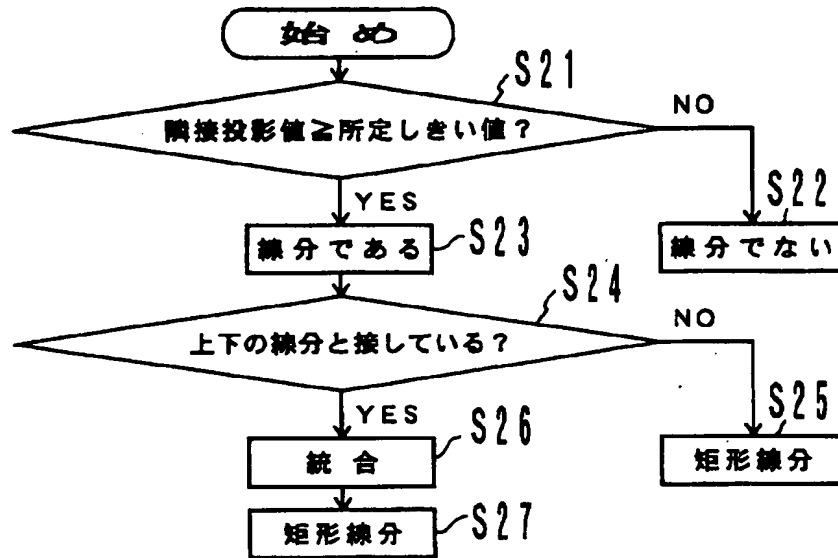 始め
S21
隣接投影値≧所定しきい値?
NO
YES
S22
線分である
S23
線分でない
S24
上下の線分と接している?
NO
YES
S25
S26
統合
矩形線分
矩形線分
S27